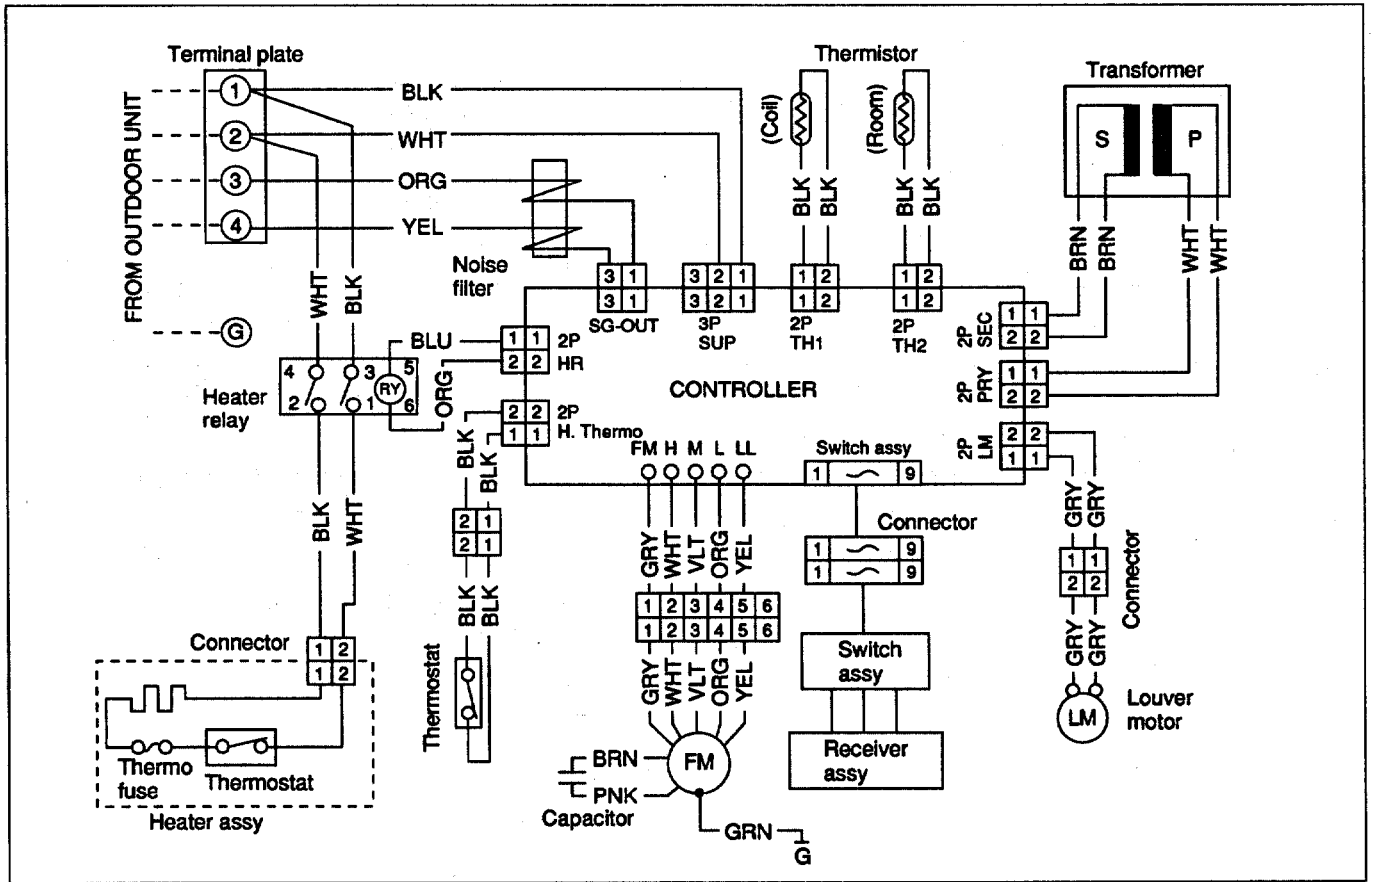 Terminal plate
FROM OUTDOOR UNIT
1
2
3
4
G
BLK
WHT
ORG
YEL
Noise
filter
Thermistor
(Coil)
(Room)
BLK
BLK
BLK
BLK
Transformer
S
P
BRN
BRN
WHT
WHT
WHT
BLK
3 1
3 1
SG-OUT
3 2 1
3 2 1
3P
SUP
1 2
1 2
2P
TH1
1 2
1 2
2P
TH2
1 1
2 2
2P
SEC
1 1
2 2
2P
PRY
2 2
1 1
2P
LM
BLU
ORG
1 1
2 2
2P
HR
CONTROLLER
Heater
relay
4
3
5
2
1
6
RY
2 2
1 1
2P
H. Thermo
BLK
BLK
FM H M L LL
Switch assy
1 9
Connector
1 9
1 9
Switch
assy
Receiver
assy
BLK
WHT
2 1
2 1
BLK
BLK
Thermostat
GRY
WHT
VLT
ORG
YEL
1 2 3 4 5 6
1 2 3 4 5 6
GRY
WHT
VLT
ORG
YEL
FM
BRN
PNK
Capacitor
GRN
G
GRY
GRY
1 1
2 2
Connector
GRY
GRY
LM
Louver
motor
Connector
1 2
1 2
Thermo
fuse
Thermostat
Heater assy